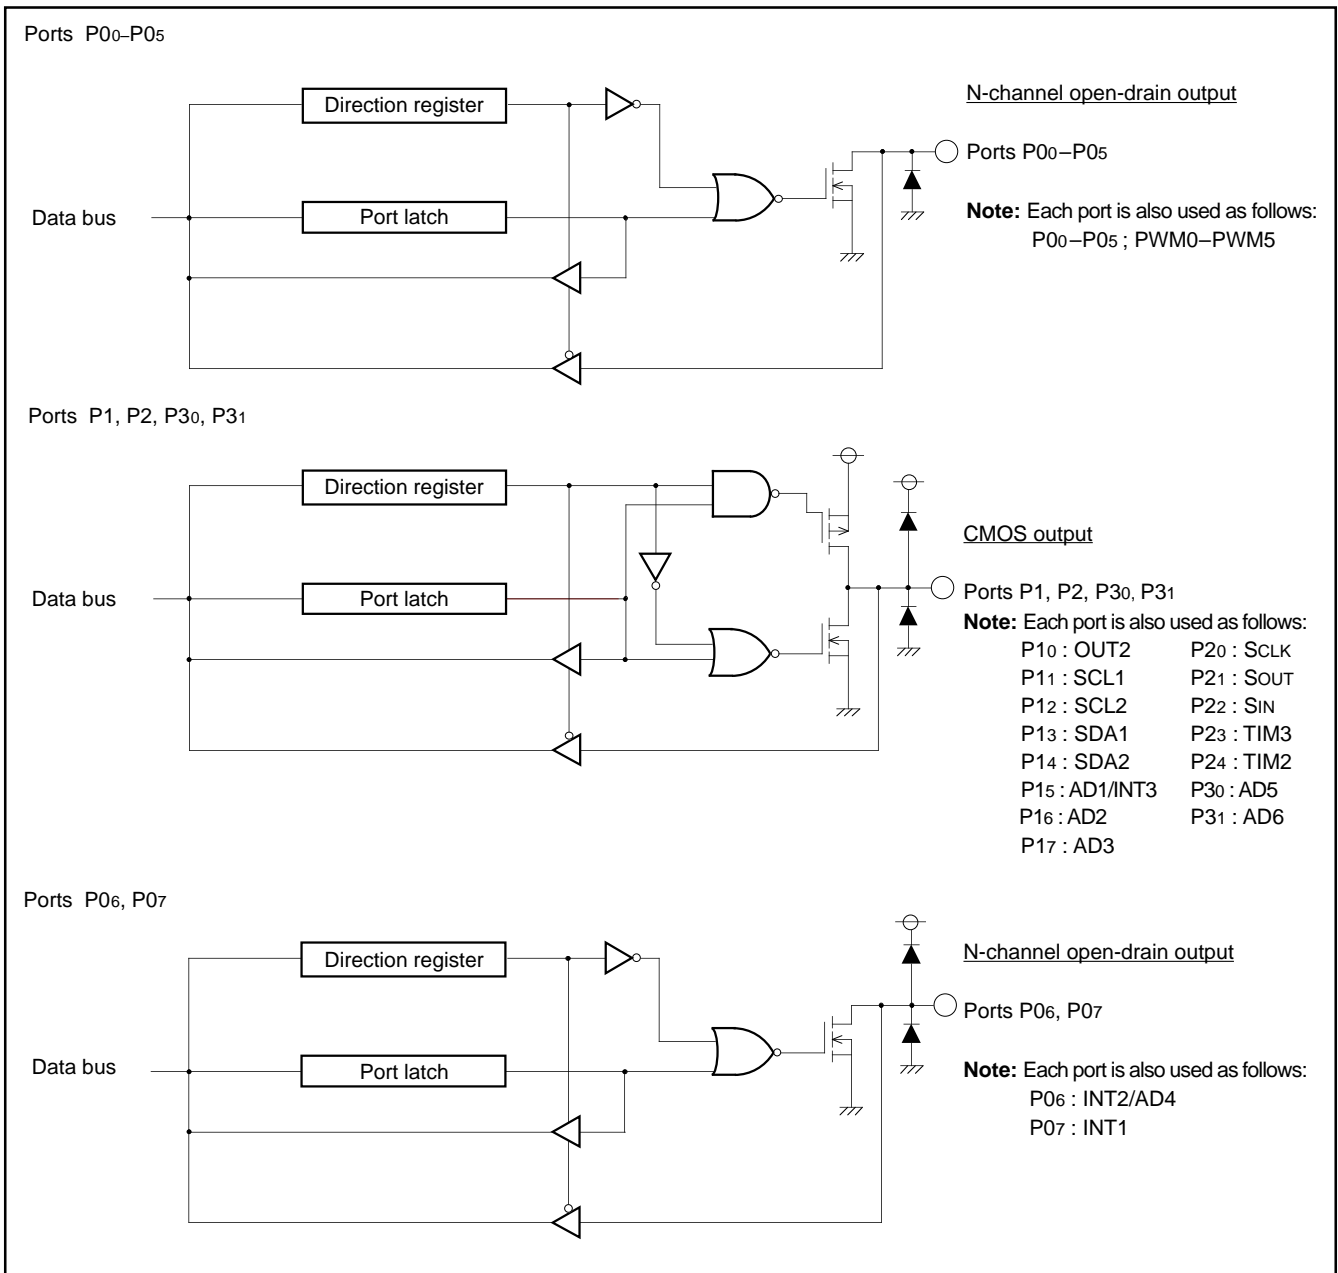 Ports P00–P05
Direction register
N-channel open-drain output
Ports P00–P05
Data bus
Port latch
Note: Each port is also used as follows:
P00–P05 ; PWM0–PWM5
Ports P1, P2, P30, P31
Direction register
CMOS output
Data bus
Port latch
Ports P1, P2, P30, P31
Note: Each port is also used as follows:
P10 : OUT2 P20 : SCLK
P11 : SCL1 P21 : SOUT
P12 : SCL2 P22 : SIN
P13 : SDA1 P23 : TIM3
P14 : SDA2 P24 : TIM2
P15 : AD1/INT3 P30 : AD5
P16 : AD2 P31 : AD6
P17 : AD3
Ports P06, P07
Direction register
N-channel open-drain output
Ports P06, P07
Data bus
Port latch
Note: Each port is also used as follows:
P06 : INT2/AD4
P07 : INT1